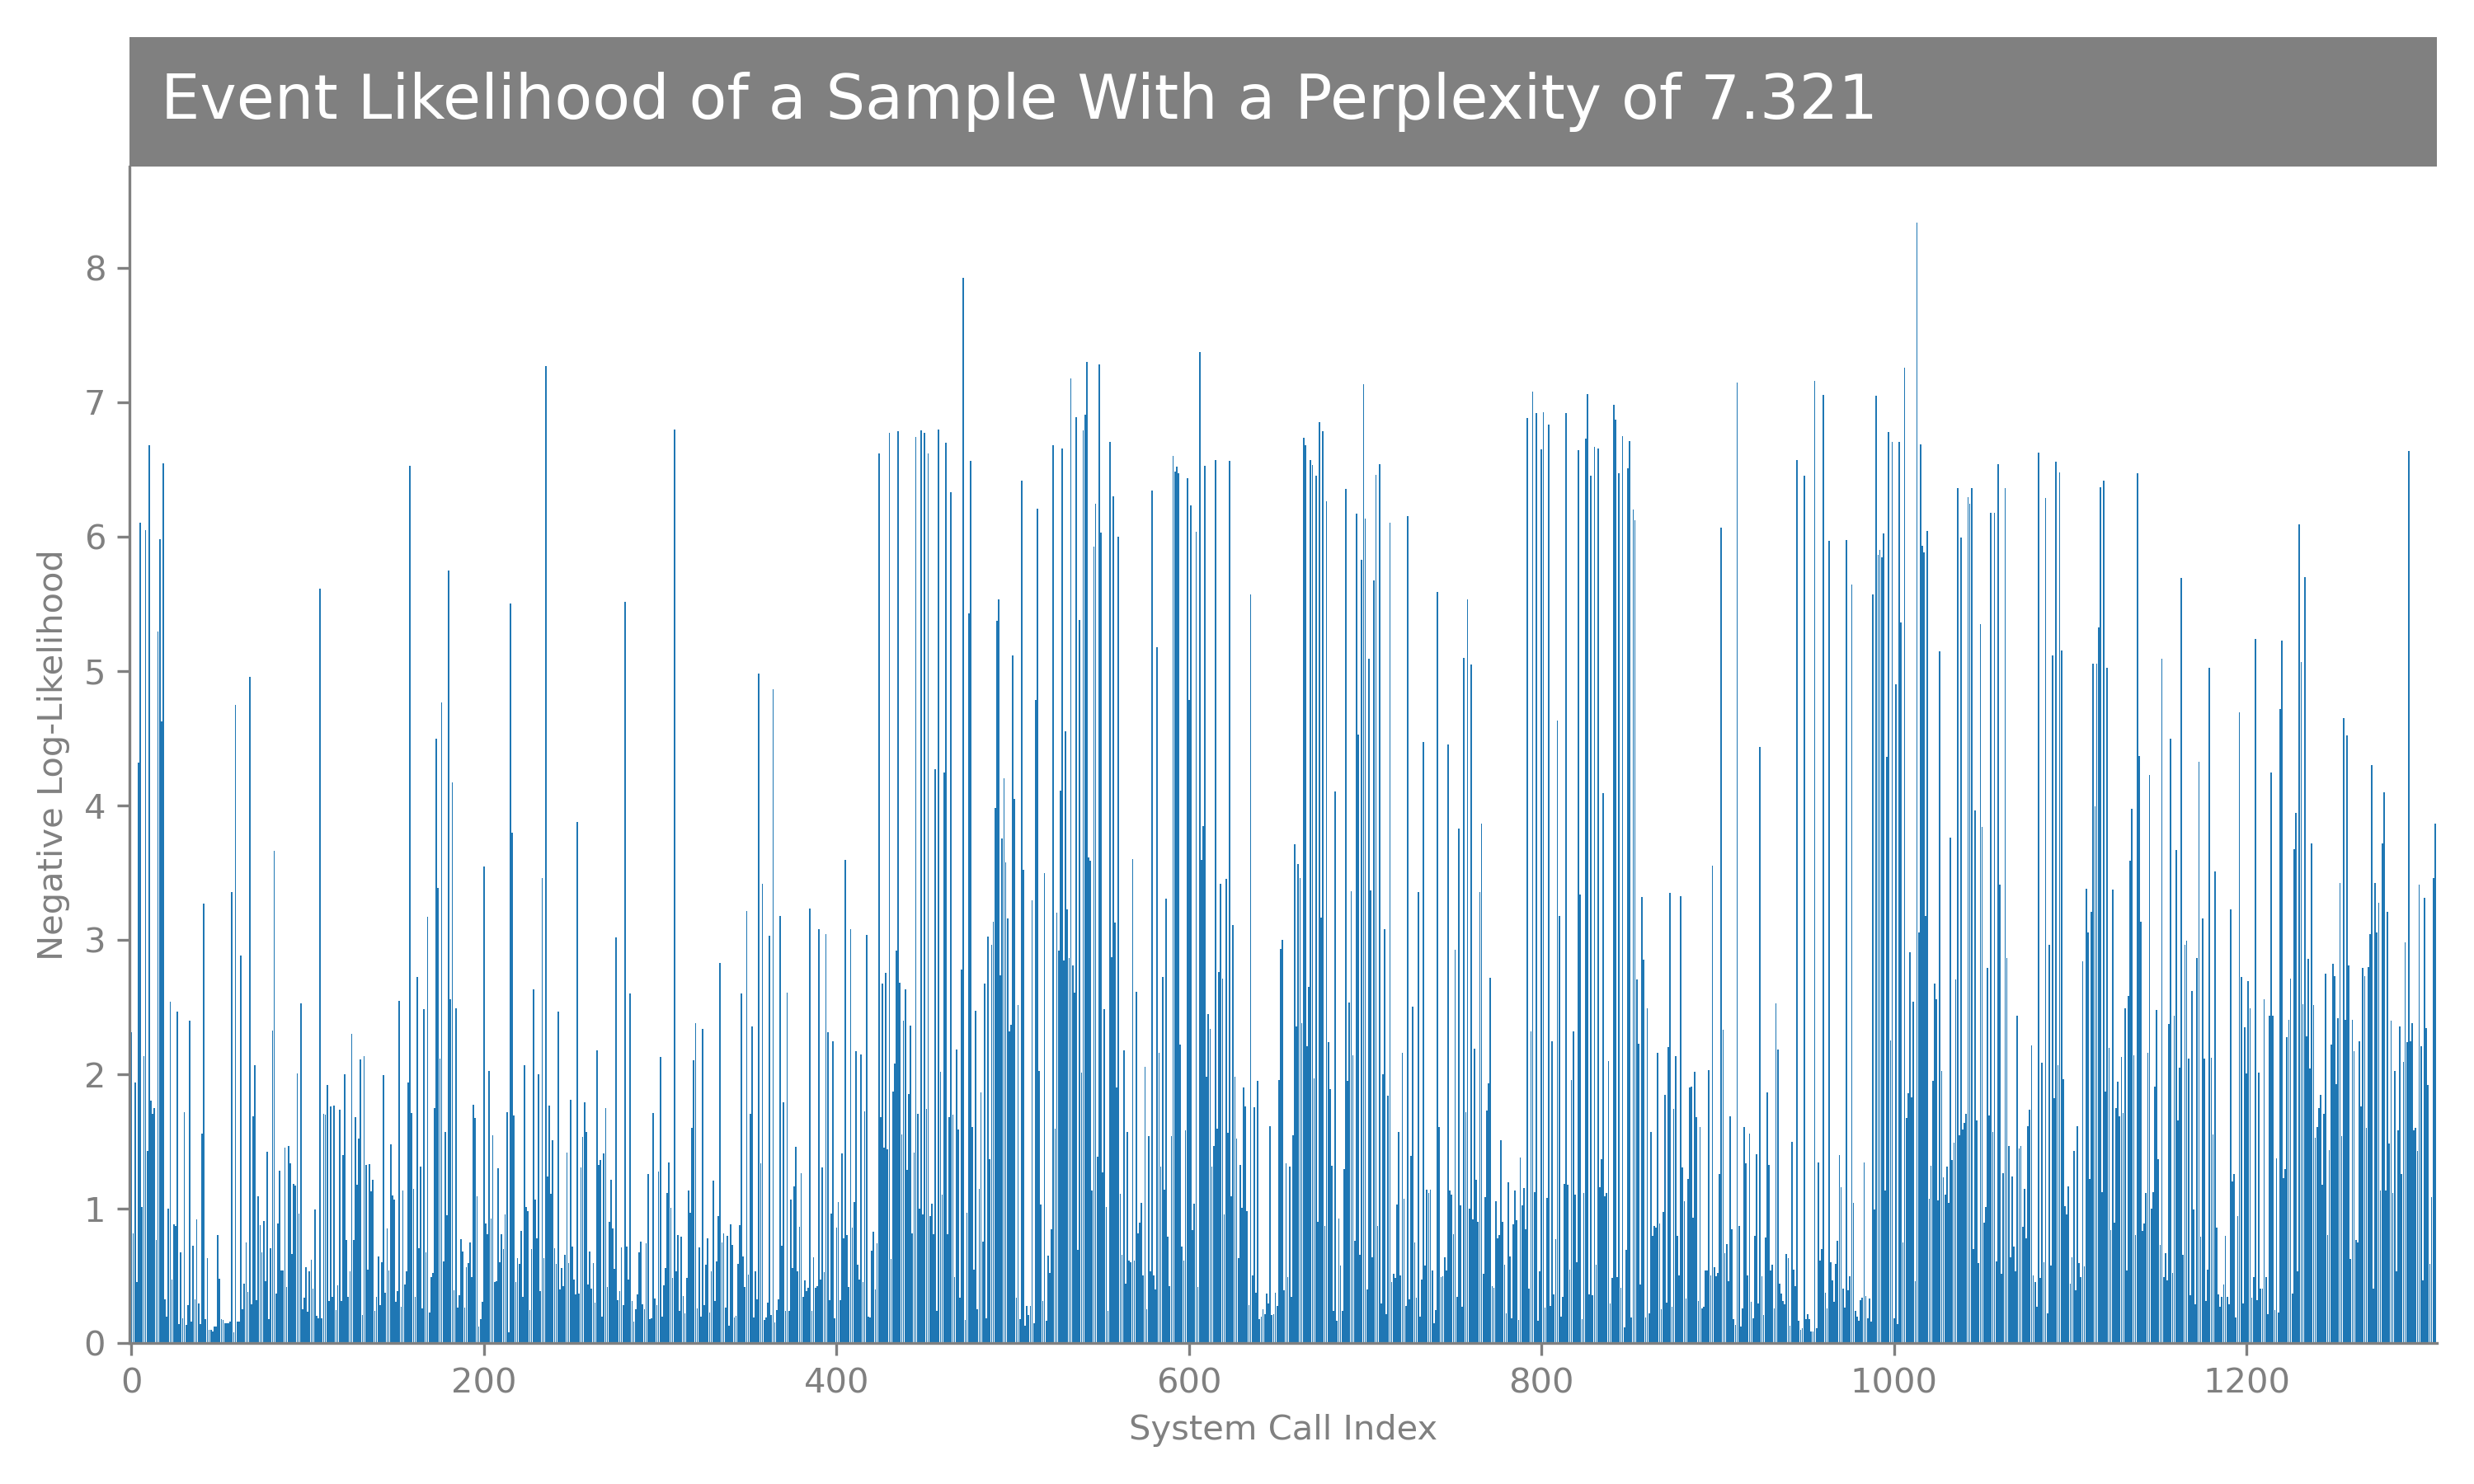 Event Likelihood of a Sample With a Perplexity of 7.321
8
7
6
5
4
3
2
1
0
Negative Log-Likelihood
0 200 400 600 800 1000 1200
System Call Index